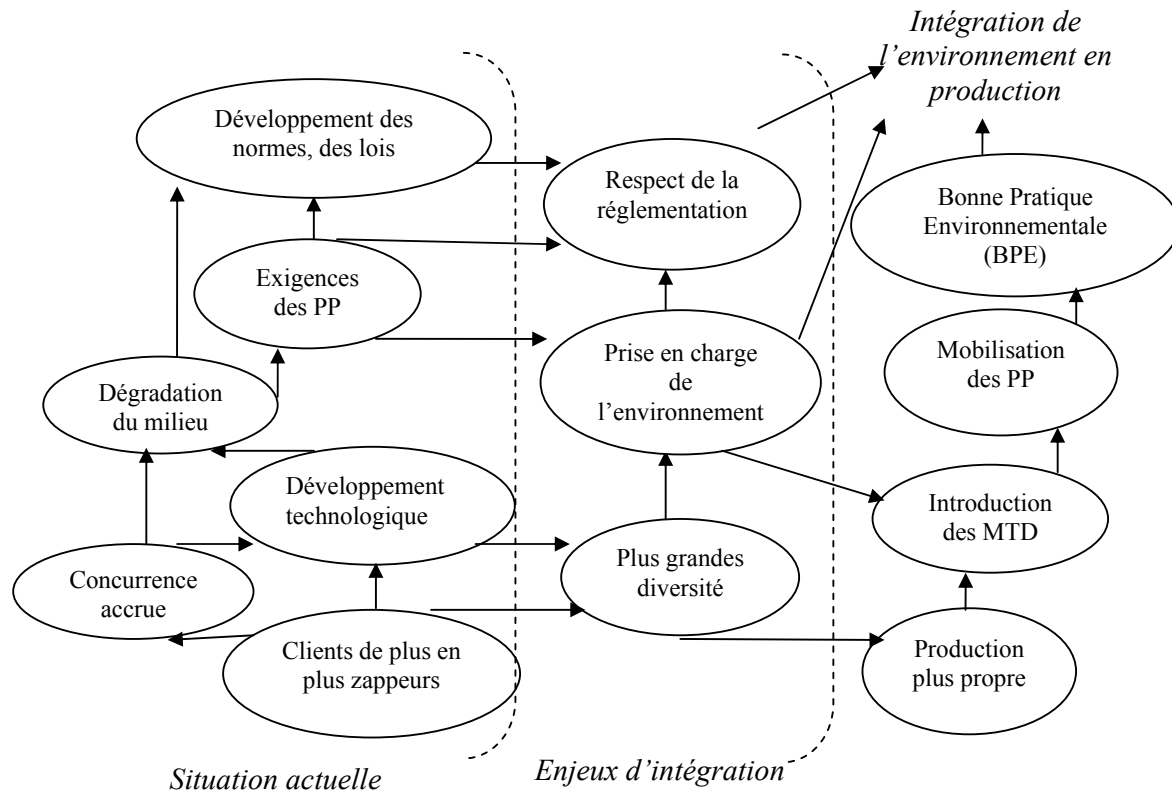 Intégration de
l’environnement en
production
Développement des
normes, des lois
Respect de la
réglementation
Bonne Pratique
Environnementale
(BPE)
Exigences
des PP
Prise en charge
de
l’environnement
Mobilisation
des PP
Dégradation
du milieu
Développement
technologique
Introduction
des MTD
Plus grandes
diversité
Concurrence
accrue
Clients de plus en
plus zappeurs
Production
plus propre
Situation actuelle
Enjeux d’intégration